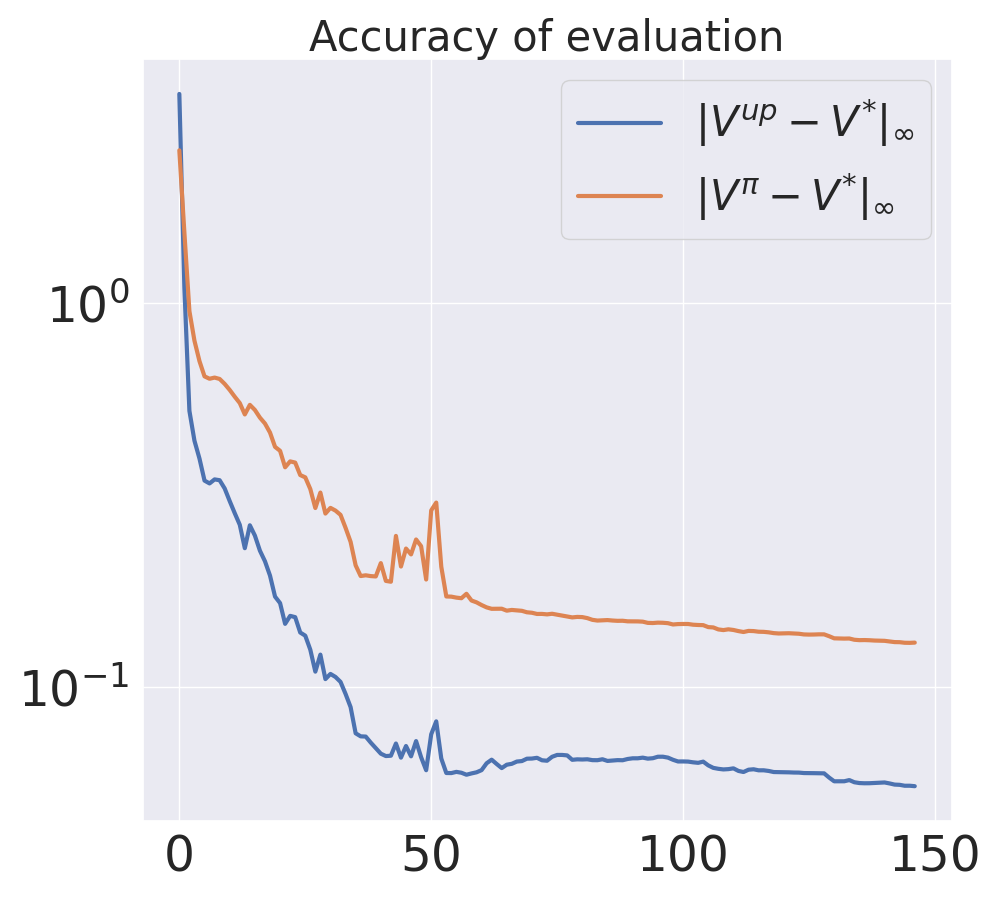 Accuracy of evaluation
|V^{up} − V^*|_∞
|V^π − V^*|_∞
10^0
10^{−1}
0 50 100 150